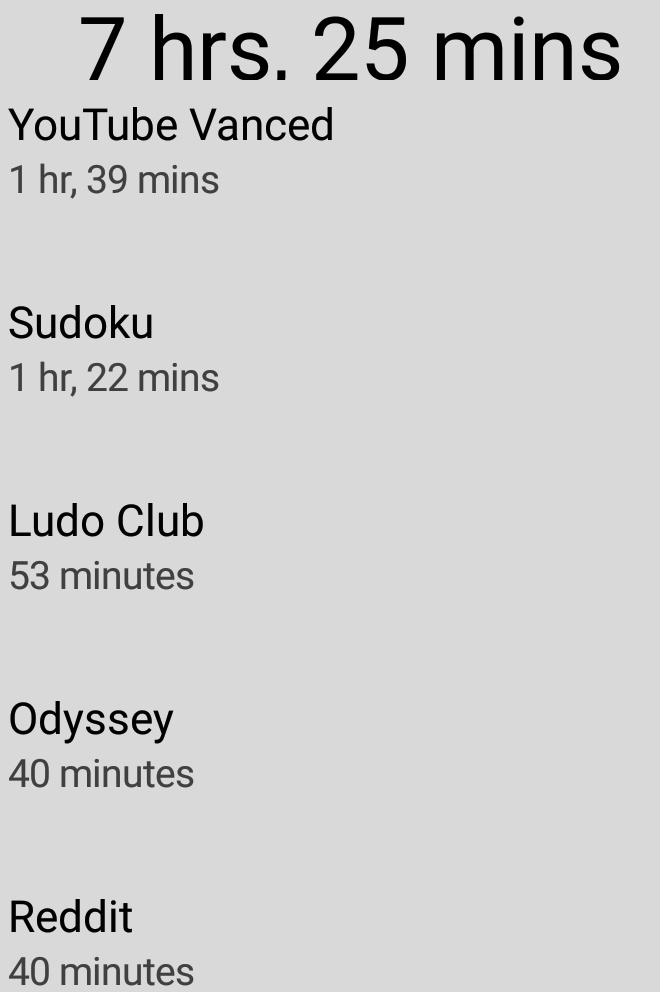 7 hrs. 25 mins
YouTube Vanced
1 hr, 39 mins
Sudoku
1 hr, 22 mins
Ludo Club
53 minutes
Odyssey
40 minutes
Reddit
40 minutes